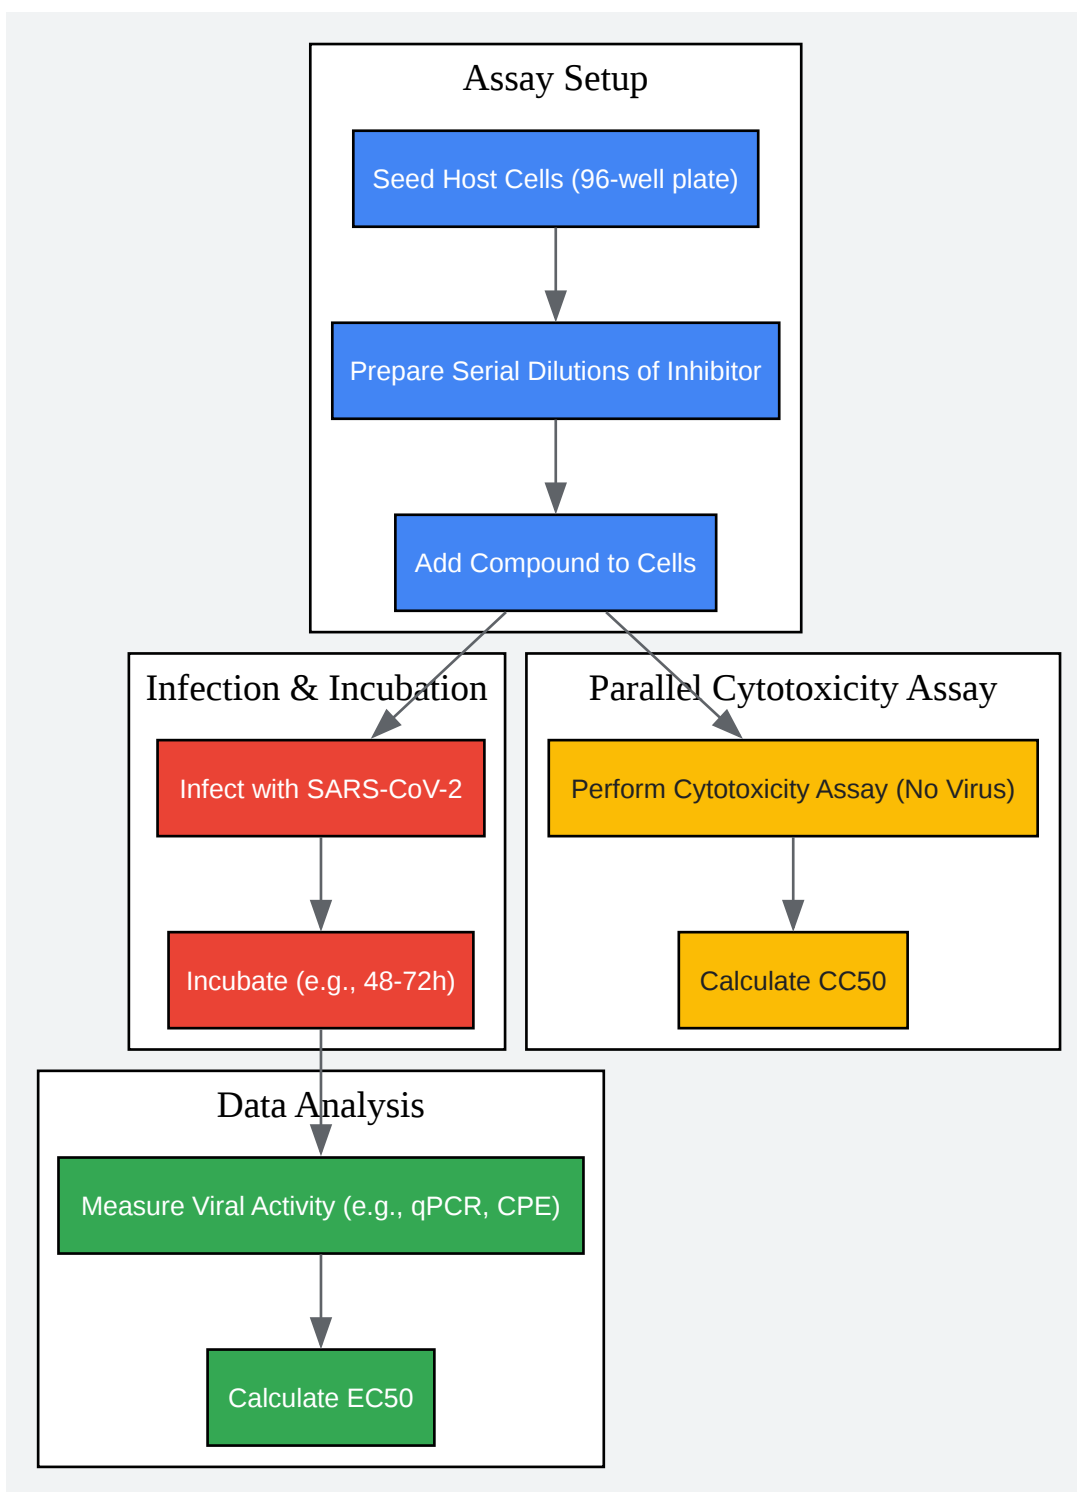 Assay Setup
Seed Host Cells (96-well plate)
Prepare Serial Dilutions of Inhibitor
Add Compound to Cells
Infection & Incubation
Infect with SARS-CoV-2
Incubate (e.g., 48-72h)
Parallel Cytotoxicity Assay
Perform Cytotoxicity Assay (No Virus)
Calculate CC50
Data Analysis
Measure Viral Activity (e.g., qPCR, CPE)
Calculate EC50